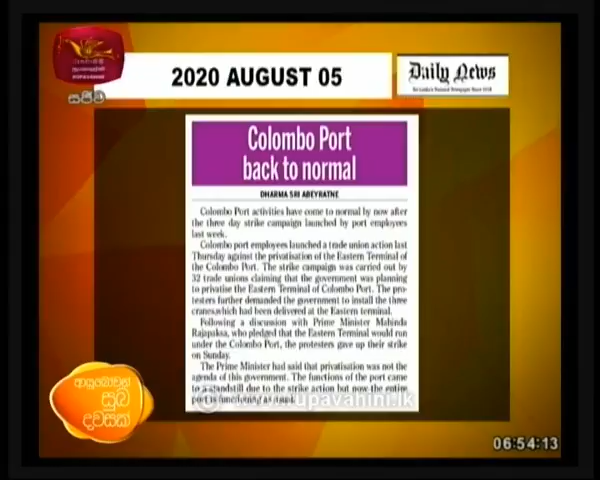 2020 AUGUST 05
Daily News
සජීවී
Colombo Port
back to normal
DHARMA SRI ABEYRATNE
Colombo Port activities have come to normal by now after
the three day strike campaign launched by port employees
last week.
Colombo port employees launched a trade union action last
Thursday against the privatisation of the Eastern Terminal of
the Colombo Port. The strike campaign was carried out by
32 trade unions claiming that the government was planning
to privatise the Eastern Terminal of Colombo Port. The pro-
testers further demanded the government to install the three
cranes,which had been delivered at the Eastern terminal.
Following a discussion with Prime Minister Mahinda
Rajapaksa, who pledged that the Eastern Terminal would run
under the Colombo Port, the protesters gave up their strike
on Sunday.
The Prime Minister had said that privatisation was not the
agenda of this government. The functions of the port came
to a standstill due to the strike action but now the entire
port is functioning as usual.
www.rupavahini.lk
ආයුබෝවන්
සුබ
දවසක්
06:54:13